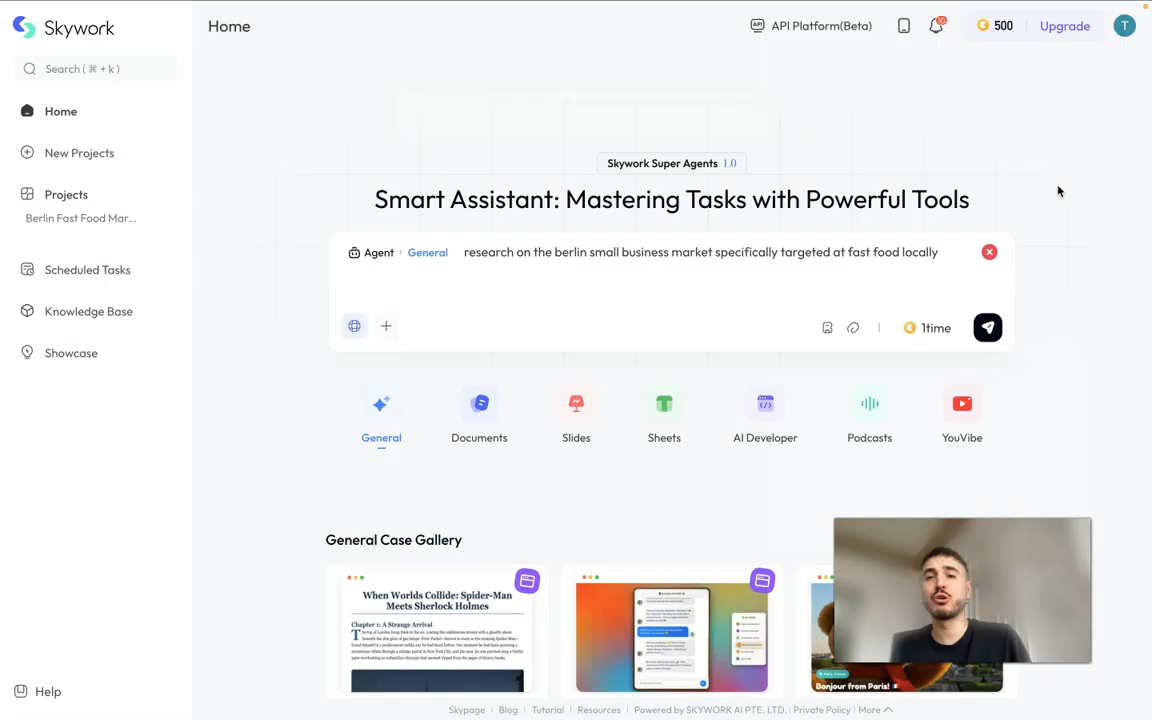 Skywork
Home
API Platform(Beta)
10
500
Upgrade
T
Search ( ⌘ + k )
Home
New Projects
Projects
Berlin Fast Food Mar...
Scheduled Tasks
Knowledge Base
Showcase
Help
Skywork Super Agents 1.0
Smart Assistant: Mastering Tasks with Powerful Tools
Agent
General
research on the berlin small business market specifically targeted at fast food locally
1time
General
Documents
Slides
Sheets
AI Developer
Podcasts
YouVibe
General Case Gallery
When Worlds Collide: Spider-Man
Meets Sherlock Holmes
Chapter 1: A Strange Arrival
Paris, France
Bonjour from Paris!
Skypage | Blog | Tutorial | Resources | Powered by SKYWORK AI PTE. LTD. | Private Policy | More